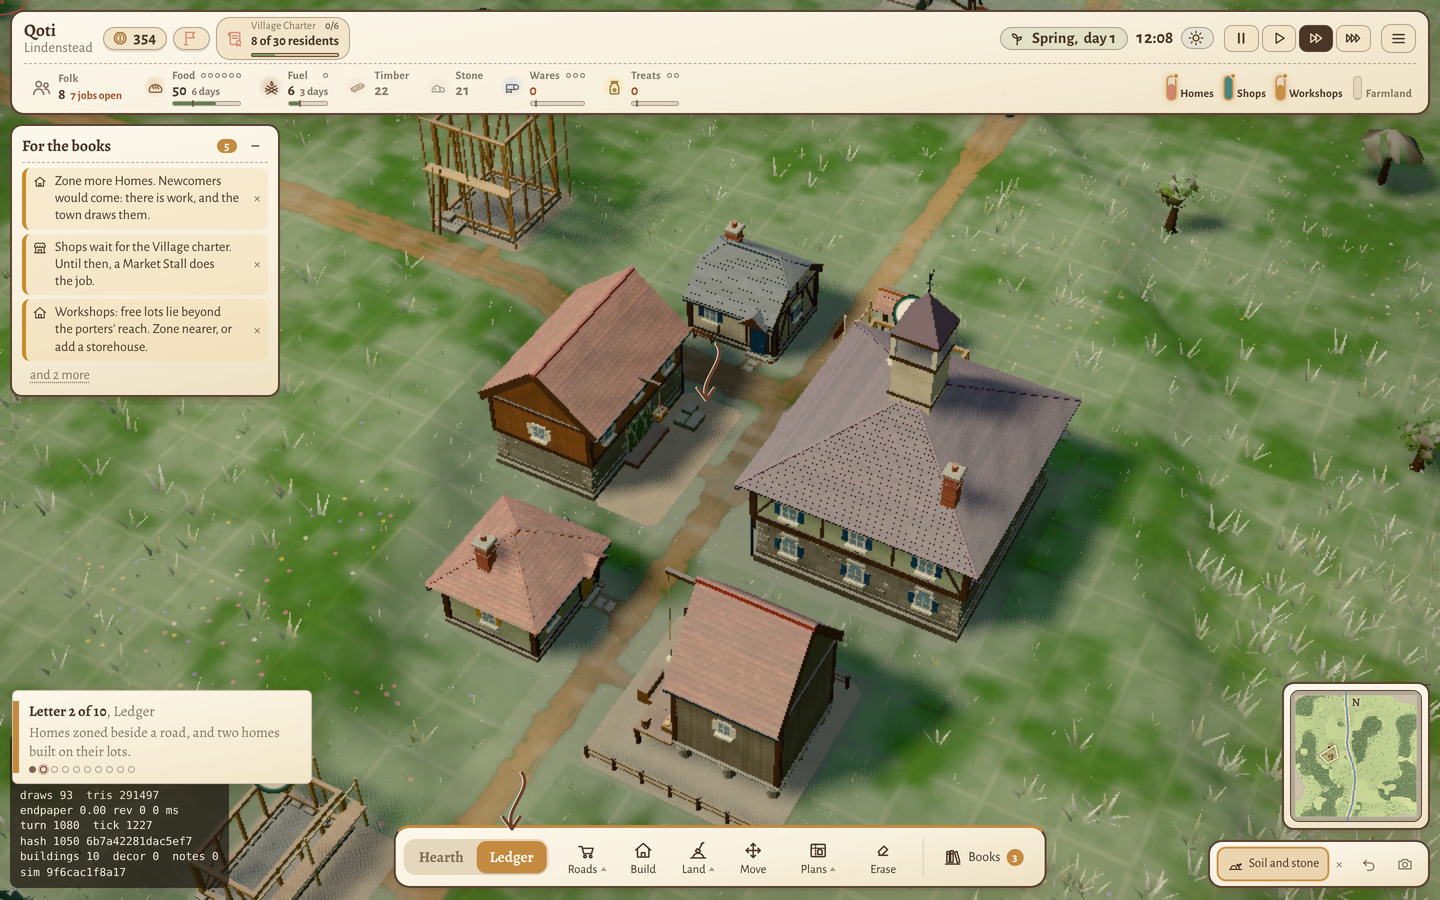 Qoti
Lindenstead
354
Village Charter 0/6
8 of 30 residents
Spring, day 1
12:08
Folk
8 7 jobs open
Food
50 6 days
Fuel
6 3 days
Timber
22
Stone
21
Wares
0
Treats
0
Homes
Shops
Workshops
Farmland
For the books
5
Zone more Homes. Newcomers
would come: there is work, and the
town draws them.
Shops wait for the Village charter.
Until then, a Market Stall does
the job.
Workshops: free lots lie beyond
the porters' reach. Zone nearer, or
add a storehouse.
and 2 more
Letter 2 of 10, Ledger
Homes zoned beside a road, and two homes
built on their lots.
draws 93 tris 291497
endpaper 0.00 rev 0 0 ms
turn 1080 tick 1227
hash 1050 6b7a42281dac5ef7
buildings 10 decor 0 notes 0
sim 9f6cac1f8a17
Hearth
Ledger
Roads
Build
Land
Move
Plans
Erase
Books 3
N
Soil and stone